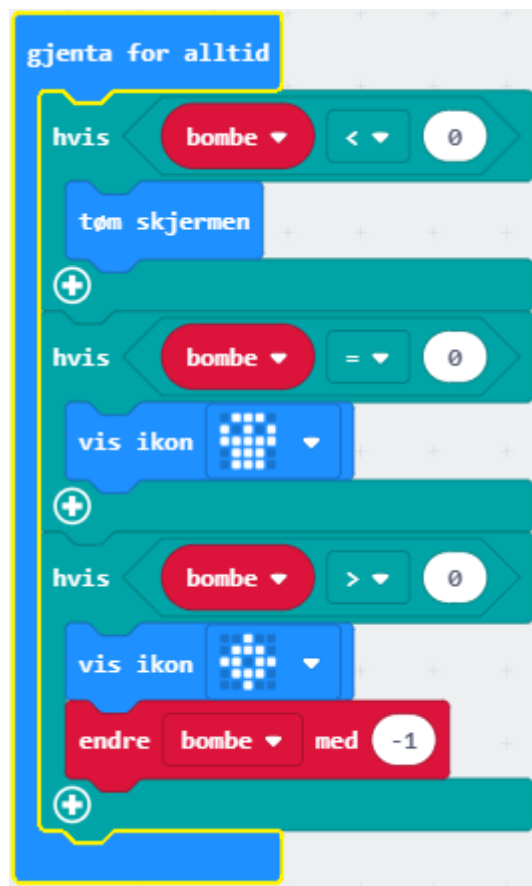 gjenta for alltid
hvis bombe < 0
tøm skjermen
hvis bombe = 0
vis ikon
hvis bombe > 0
vis ikon
endre bombe med -1